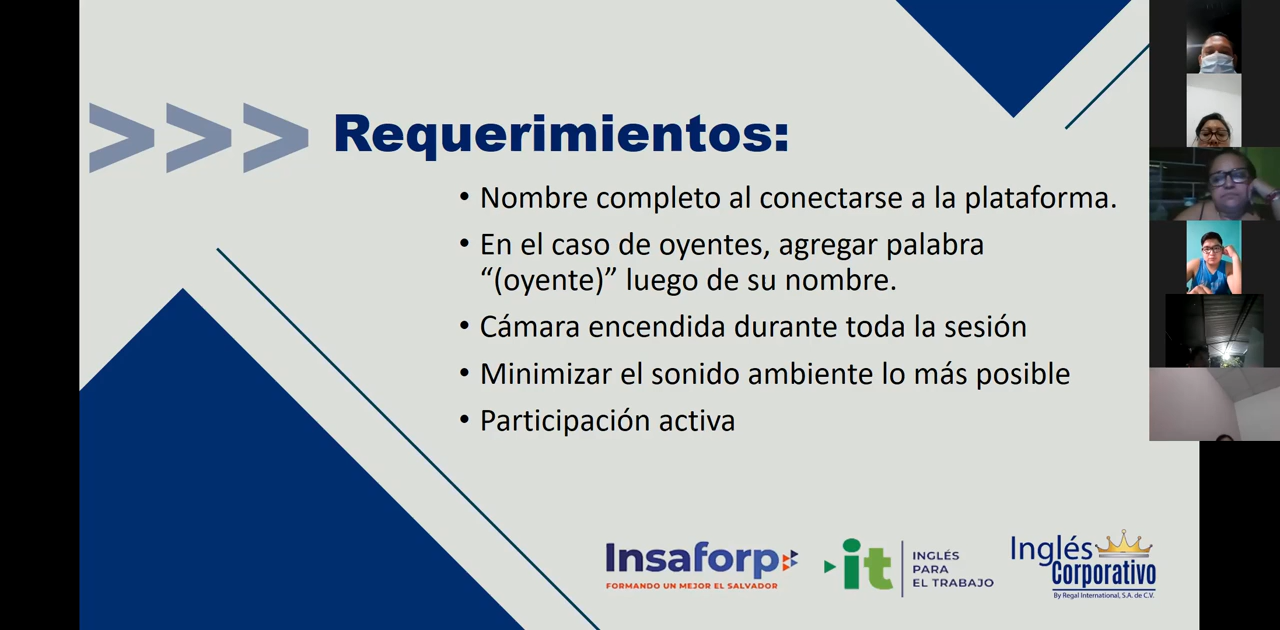 >>> Requerimientos:
• Nombre completo al conectarse a la plataforma.
• En el caso de oyentes, agregar palabra
“(oyente)” luego de su nombre.
• Cámara encendida durante toda la sesión
• Minimizar el sonido ambiente lo más posible
• Participación activa
Insaforp
FORMANDO UN MEJOR EL SALVADOR
it
INGLÉS
PARA
EL TRABAJO
Inglés
Corporativo
By Regal International, S.A. de C.V.